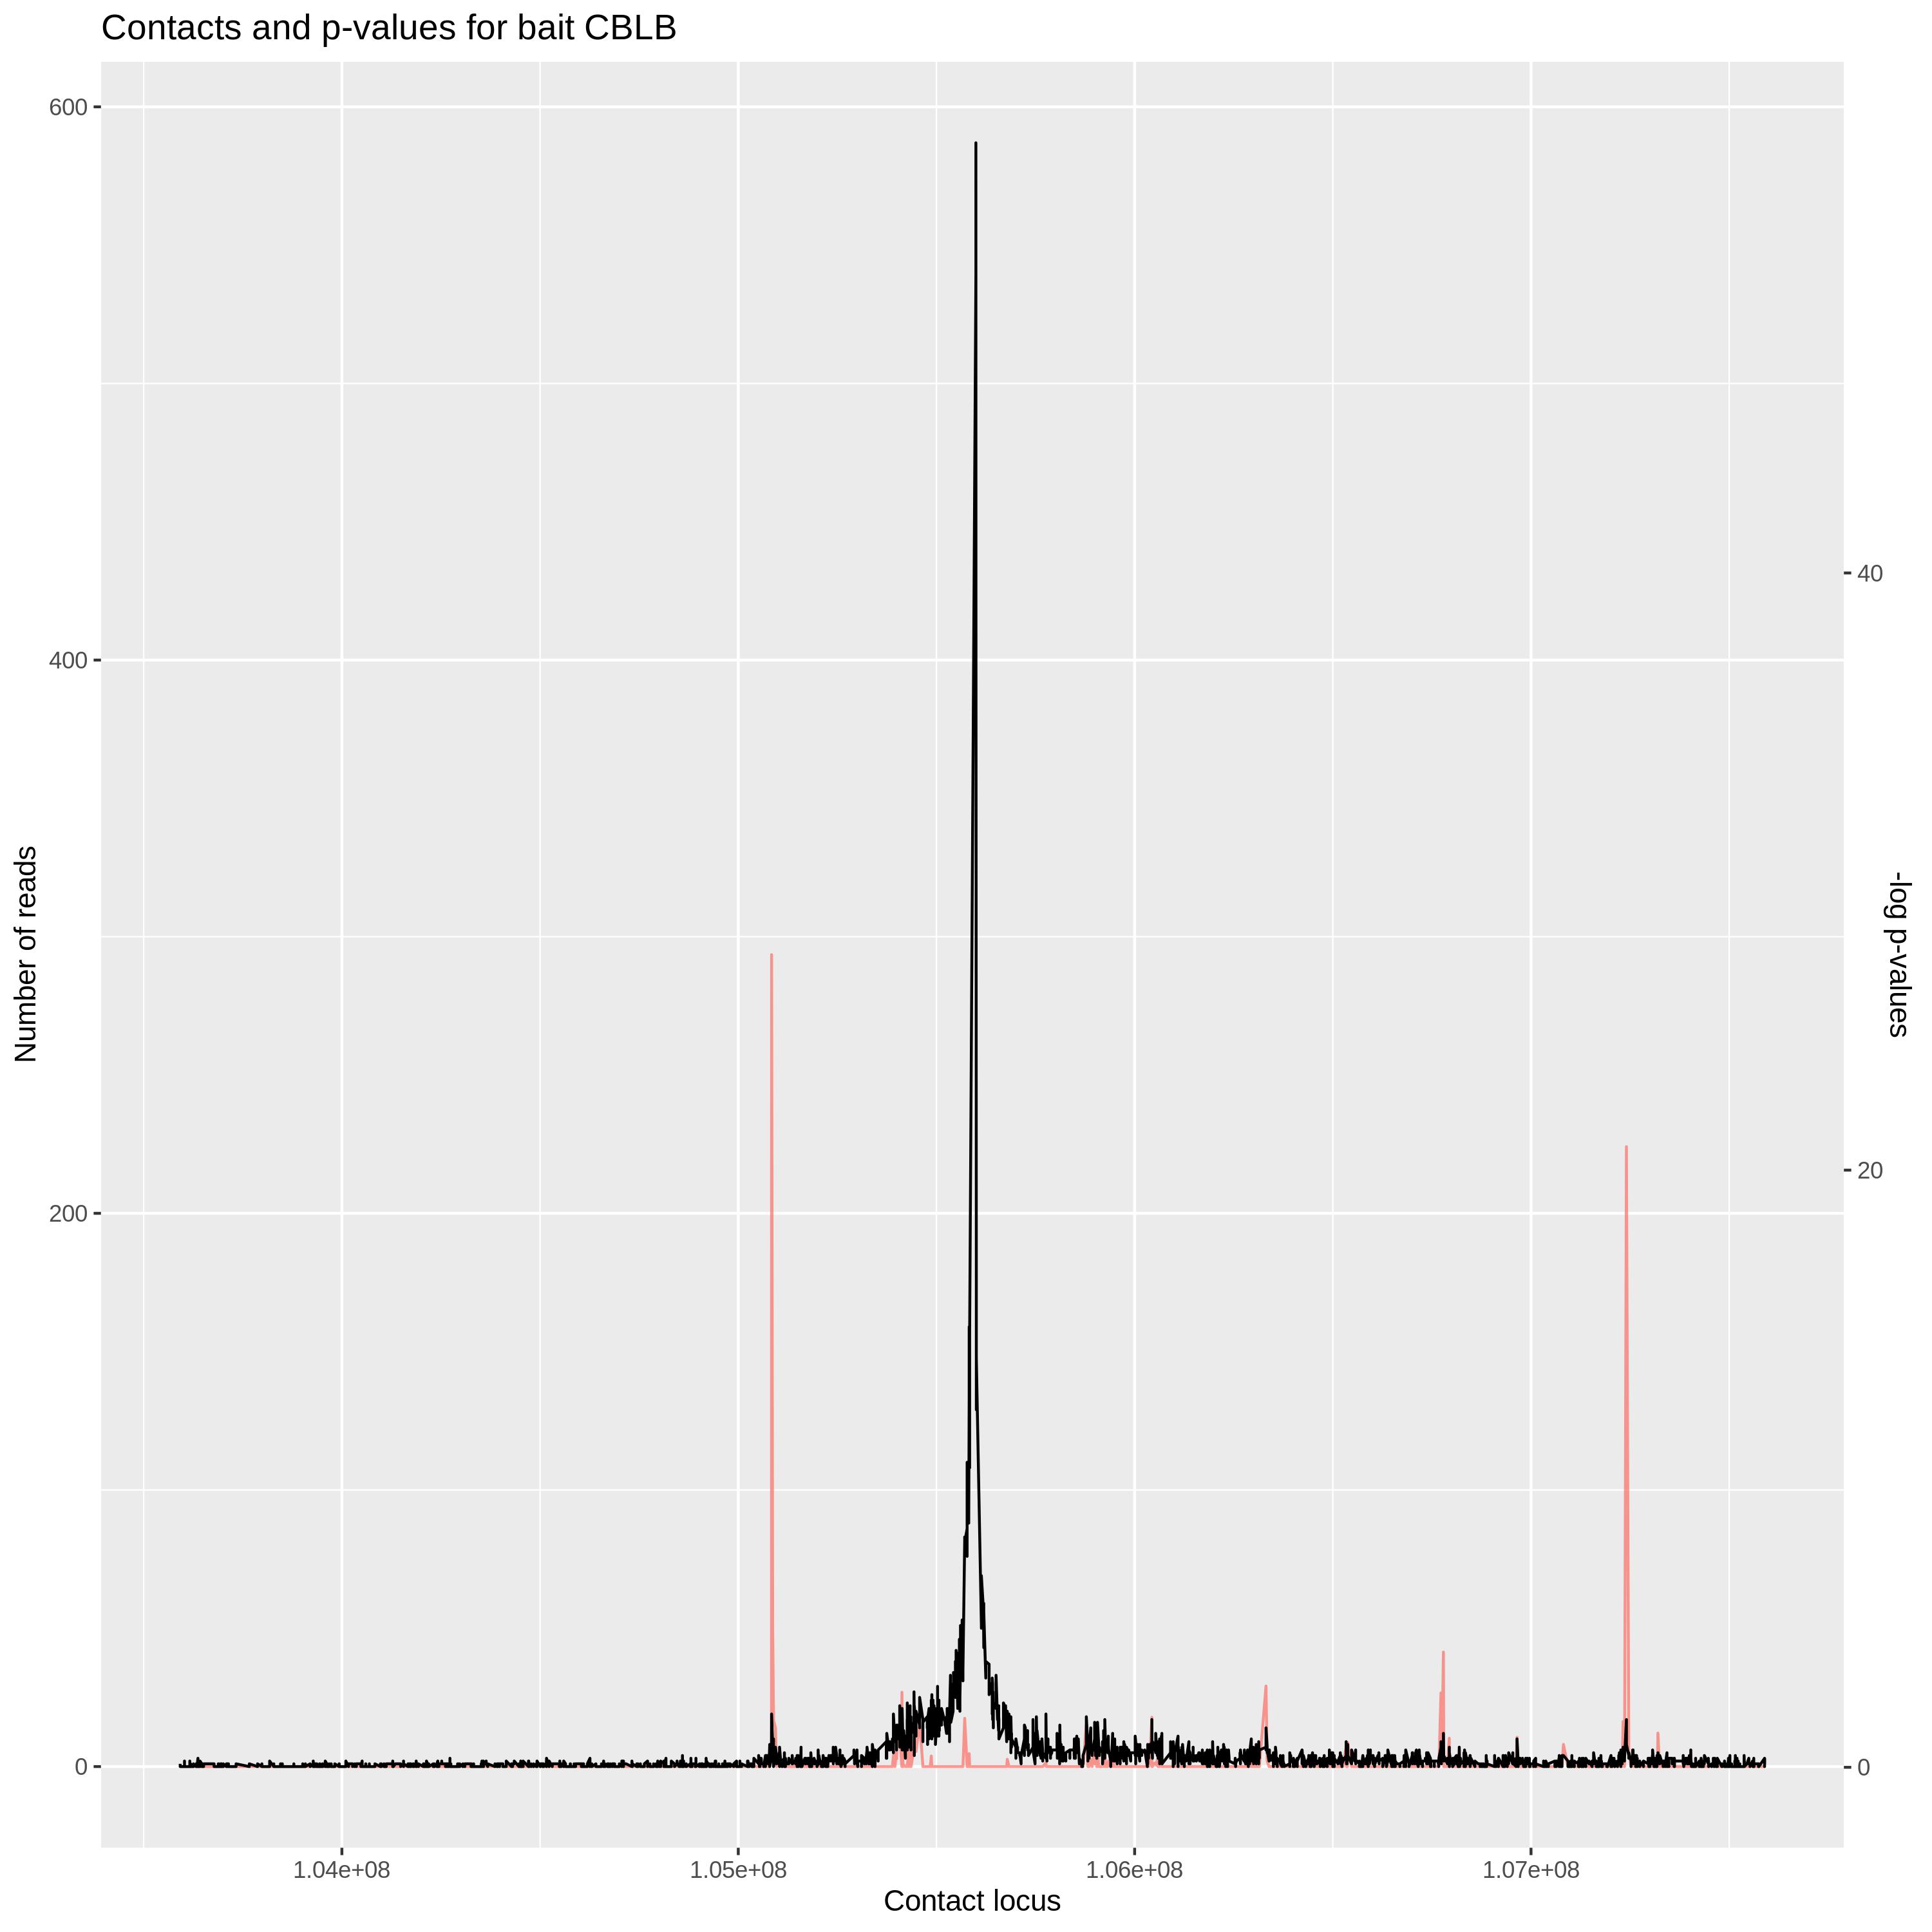 Contacts and p-values for bait CBLB
600
400
200
0
Number of reads
40
20
0
-log p-values
1.04e+08
1.05e+08
1.06e+08
1.07e+08
Contact locus